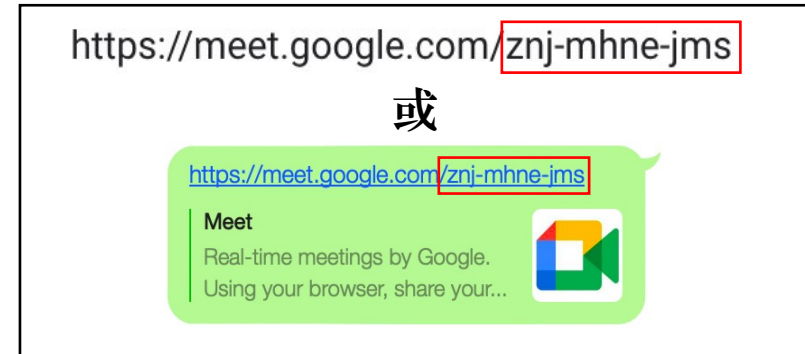 https://meet.google.com/znj-mhne-jms
或
https://meet.google.com/znj-mhne-jms
Meet
Real-time meetings by Google.
Using your browser, share your...